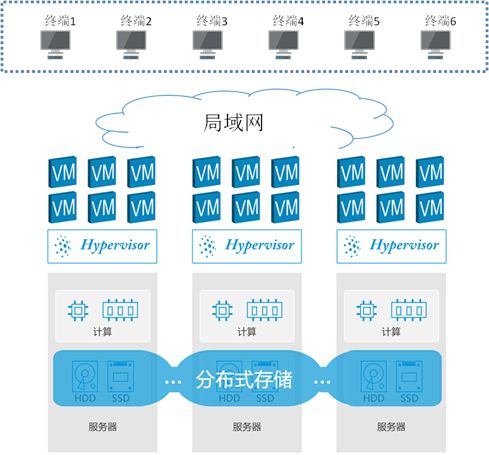 终端1 终端2 终端3 终端4 终端5 终端6
局域网
VM VM VM VM VM VM VM VM VM
VM VM VM VM VM VM VM VM VM
Hypervisor Hypervisor Hypervisor
计算 计算 计算
... 分布式存储 ...
HDD SSD HDD SSD HDD SSD
服务器 服务器 服务器